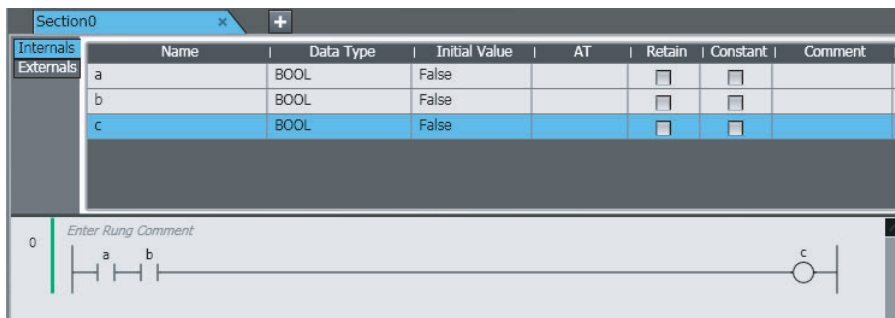 Section0 × +
Internals
Externals
Name Data Type Initial Value AT Retain Constant Comment
a BOOL False
b BOOL False
c BOOL False
0
Enter Rung Comment
a b c